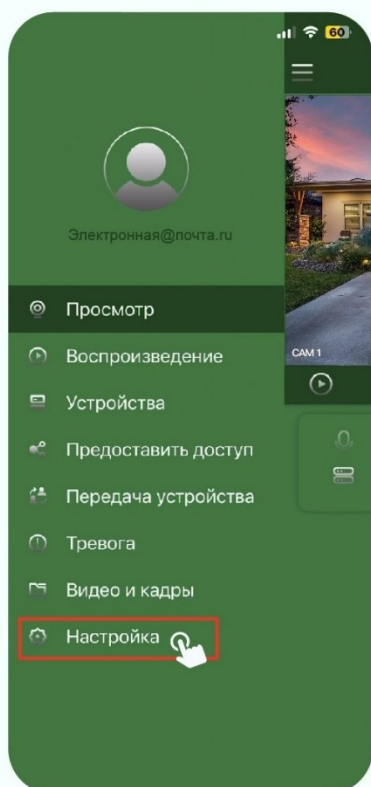 60
Электронная@почта.ru
Просмотр
CAM 1
Воспроизведение
Устройства
Предоставить доступ
Передача устройства
Тревога
Видео и кадры
Настройка